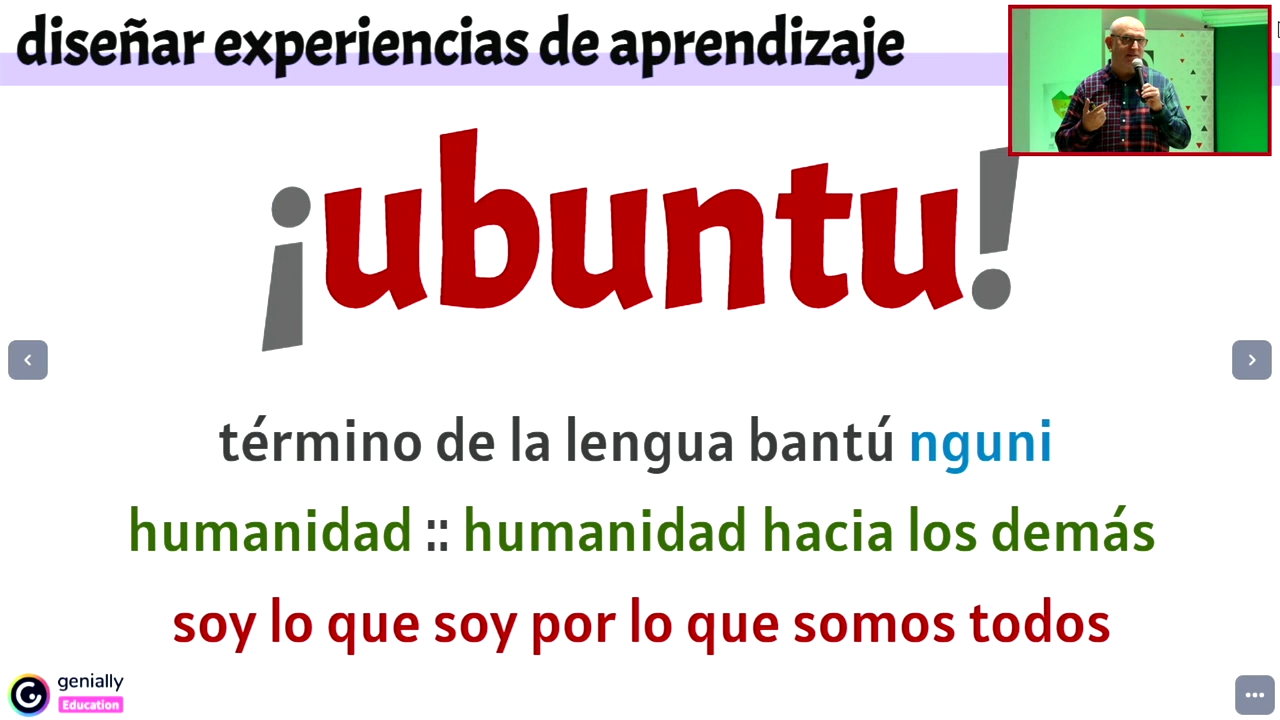 diseñar experiencias de aprendizaje
¡ubuntu!
término de la lengua bantú nguni
humanidad :: humanidad hacia los demás
soy lo que soy por lo que somos todos
genially
Education